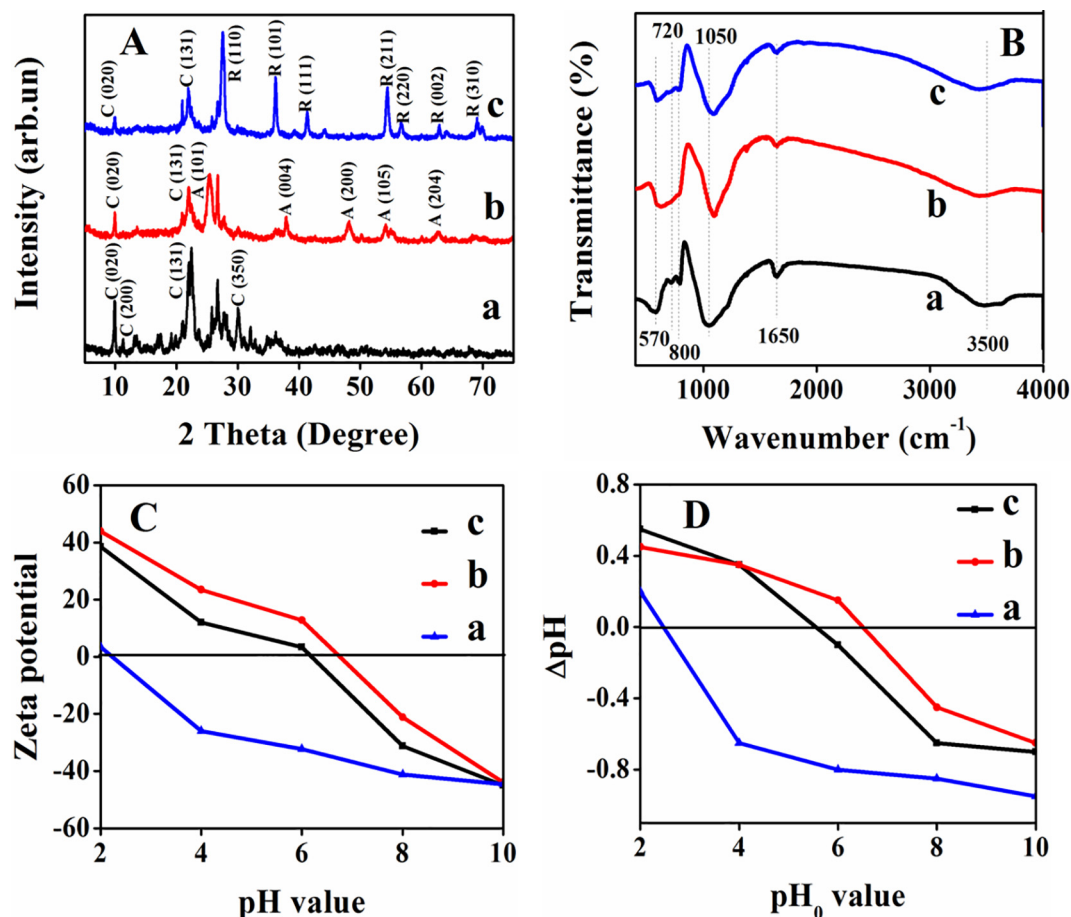 A
C (020)
C (131)
R (110)
R (101)
R (111)
R (211)
R (220)
R (002)
R (310)
c
C (020)
C (131)
A (101)
A (004)
A (200)
A (105)
A (204)
b
C (020)
C (200)
C (131)
C (350)
a
Intensity (arb.un)
10 20 30 40 50 60 70
2 Theta (Degree)
720 1050
B
c
b
a
570
800
1650
3500
Transmittance (%)
1000 2000 3000 4000
Wavenumber (cm⁻¹)
C
c
b
a
60
40
20
0
-20
-40
-60
Zeta potential
2 4 6 8 10
pH value
D
c
b
a
0.8
0.4
0.0
-0.4
-0.8
ΔpH
2 4 6 8 10
pH₀ value